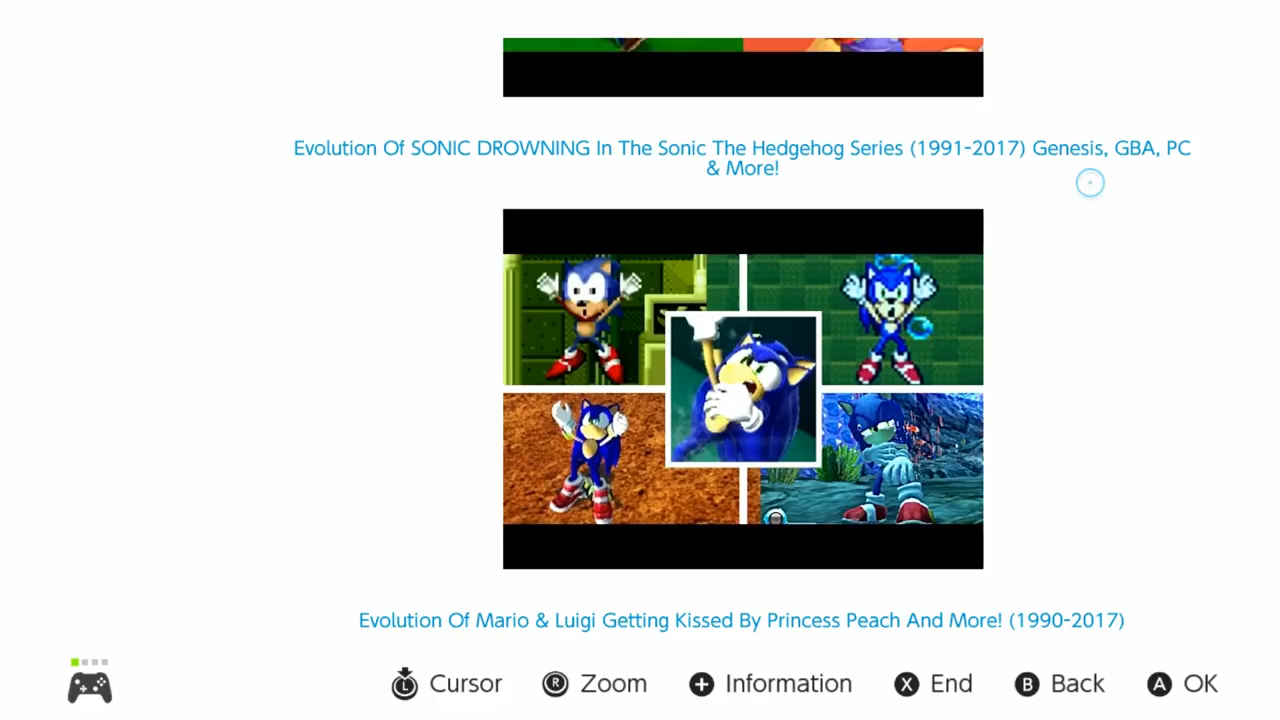 Evolution Of SONIC DROWNING In The Sonic The Hedgehog Series (1991-2017) Genesis, GBA, PC
& More!
Evolution Of Mario & Luigi Getting Kissed By Princess Peach And More! (1990-2017)
L Cursor R Zoom + Information X End B Back A OK